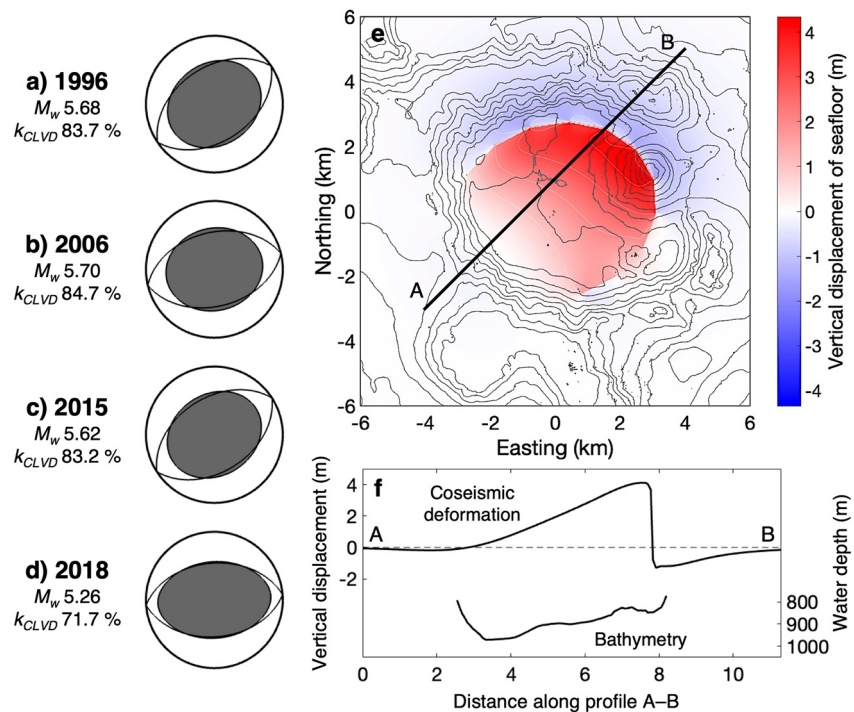 a) 1996
Mw 5.68
kCLVD 83.7 %
b) 2006
Mw 5.70
kCLVD 84.7 %
c) 2015
Mw 5.62
kCLVD 83.2 %
d) 2018
Mw 5.26
kCLVD 71.7 %
e
A
B
6
4
2
0
-2
-4
-6
Northing (km)
-6
-4
-2
0
2
4
6
Easting (km)
4
3
2
1
0
-1
-2
-3
-4
Vertical displacement of seafloor (m)
f
Coseismic
deformation
A
B
Bathymetry
4
2
0
-2
Vertical displacement (m)
800
900
1000
Water depth (m)
0
2
4
6
8
10
Distance along profile A–B